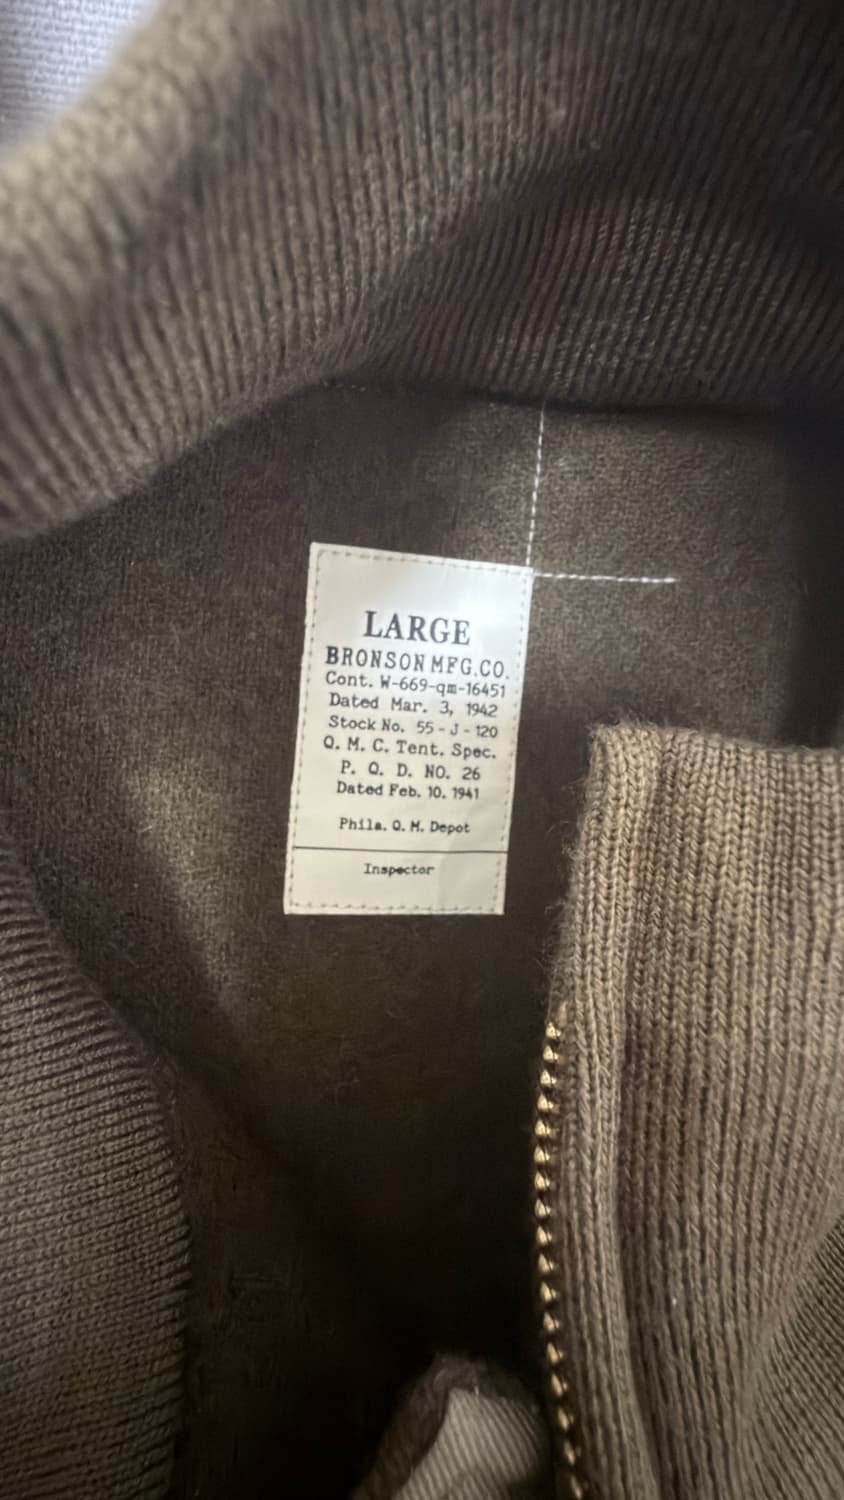 LARGE
BRONSON MFG.CO.
Cont. W-669-qm-16451
Dated Mar. 3, 1942
Stock No. 55-J-120
Q. M. C. Tent. Spec.
P. Q. D. NO. 26
Dated Feb. 10. 1941
Phila. Q. M. Depot
Inspector